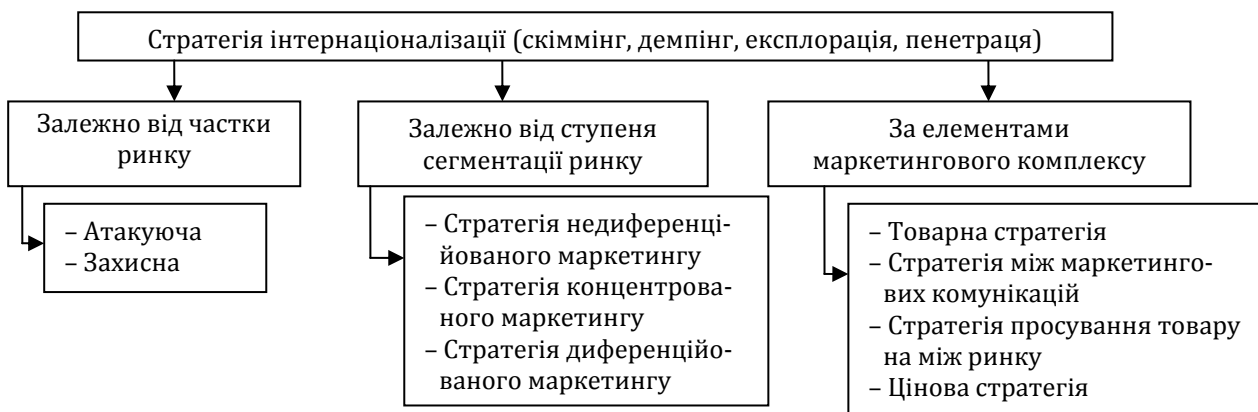 Стратегія інтернаціоналізації (скіммінг, демпінг, експлорація, пенетраця)
Залежно від частки
ринку
– Атакуюча
– Захисна
Залежно від ступеня
сегментації ринку
– Стратегія недиференці-
йованого маркетингу
– Стратегія концентрова-
ного маркетингу
– Стратегія диференційо-
ваного маркетингу
За елементами
маркетингового комплексу
– Товарна стратегія
– Стратегія між маркетинго-
вих комунікацій
– Стратегія просування товару
на між ринку
– Цінова стратегія